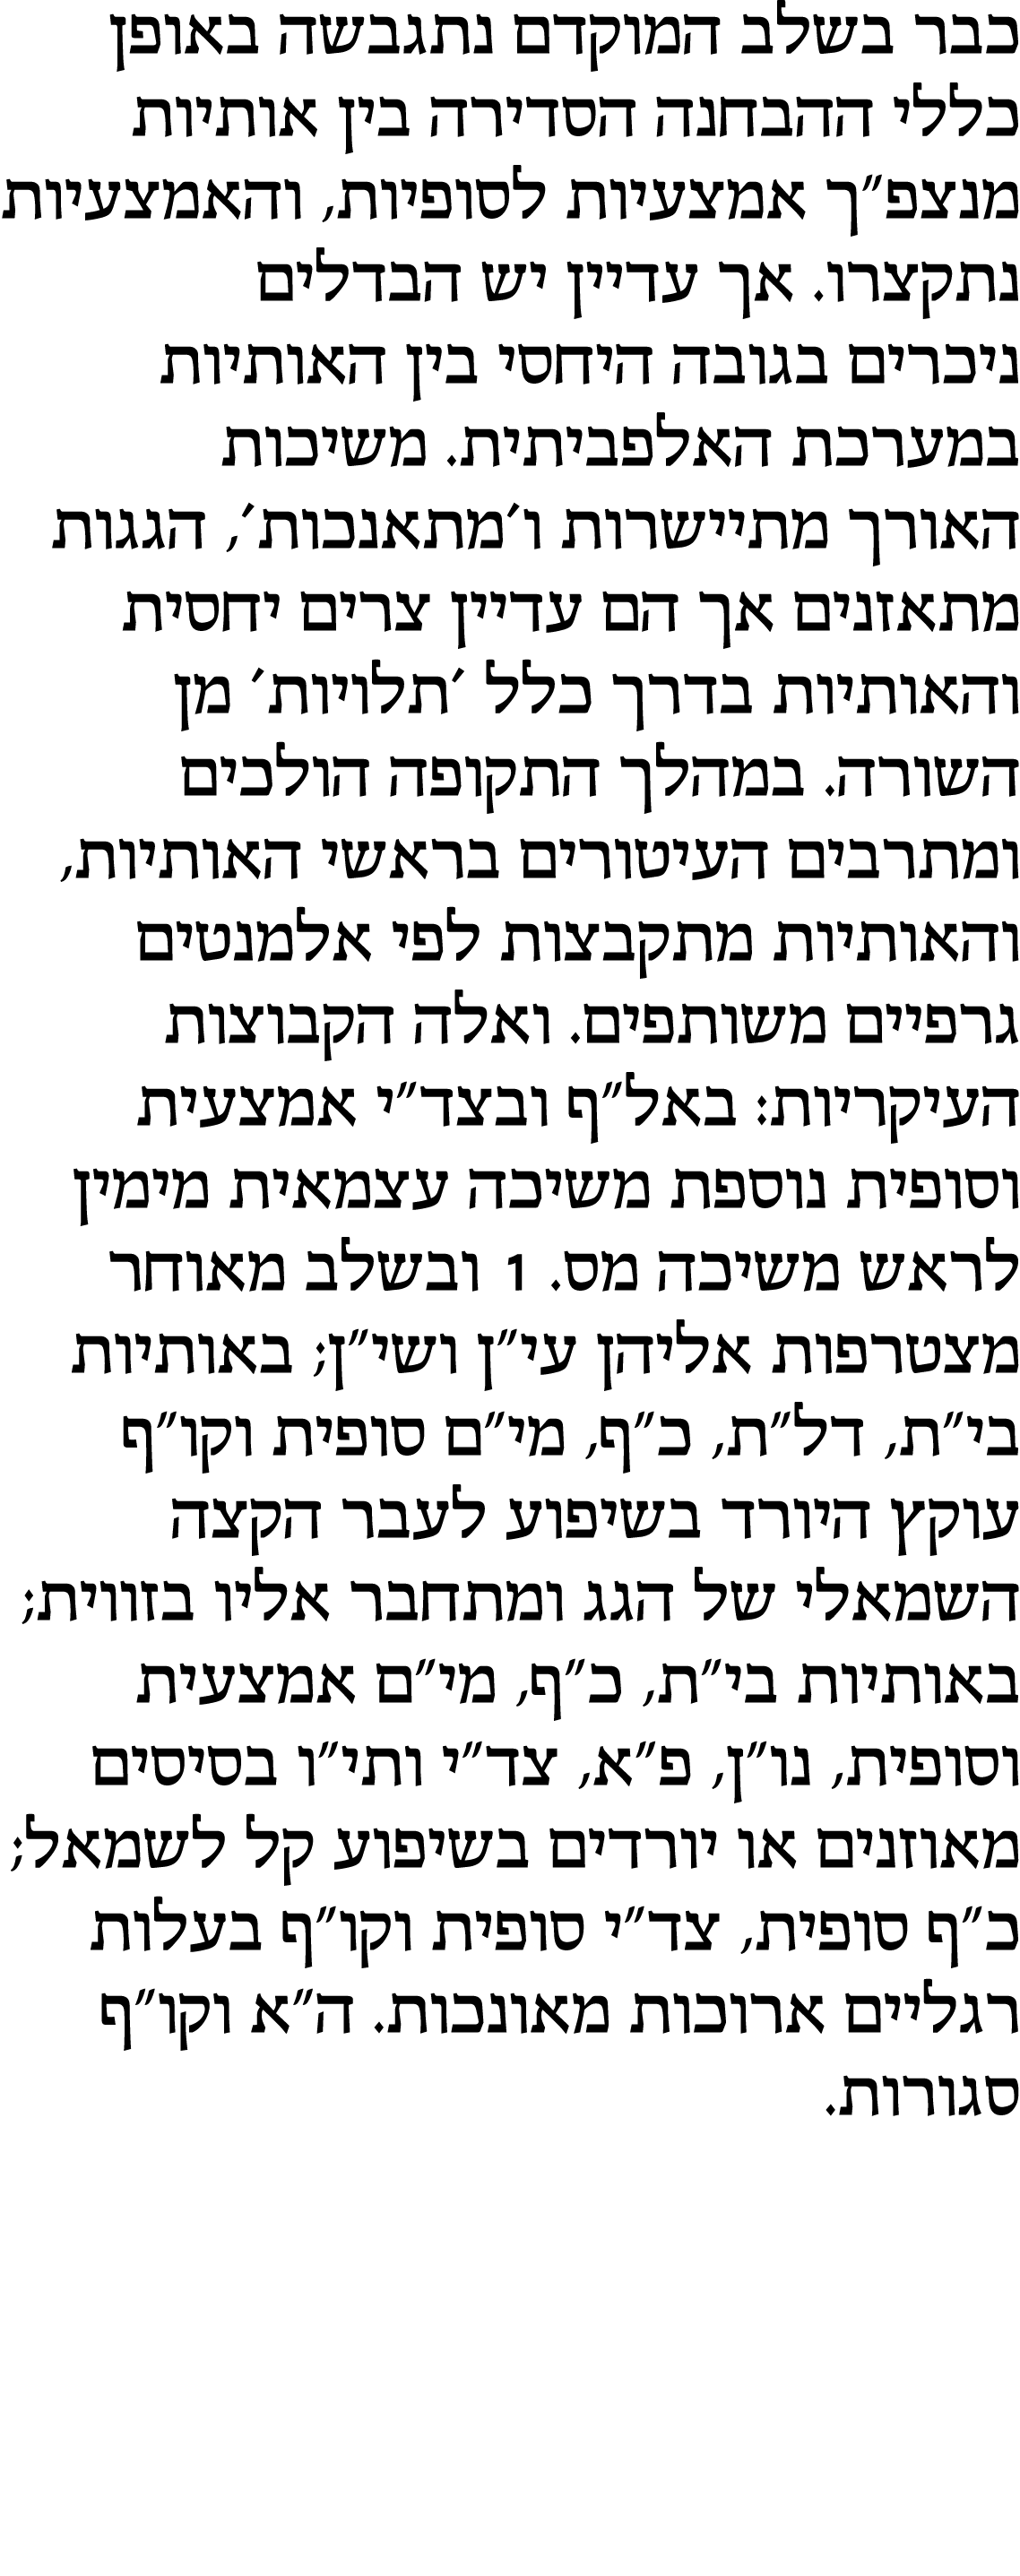 כבר בשלב המוקדם נתגבשה באופן
כללי ההבחנה הסדירה בין אותיות
מנצפ״ך אמצעיות לסופיות, והאמצעיות
נתקצרו. אך עדיין יש הבדלים
ניכרים בגובה היחסי בין האותיות
במערכת האלפביתית. משיכות
האורך מתיישרות ו׳מתאנכות׳, הגגות
מתאזנים אך הם עדיין צרים יחסית
והאותיות בדרך כלל ׳תלויות׳ מן
השורה. במהלך התקופה הולכים
ומתרבים העיטורים בראשי האותיות,
והאותיות מתקבצות לפי אלמנטים
גרפיים משותפים. ואלה הקבוצות
העיקריות: באל״ף ובצד״י אמצעית
וסופית נוספת משיכה עצמאית מימין
לראש משיכה מס. 1 ובשלב מאוחר
מצטרפות אליהן עי״ן ושי״ן; באותיות
בי״ת, דל״ת, כ״ף, מי״ם סופית וקו״ף
עוקץ היורד בשיפוע לעבר הקצה
השמאלי של הגג ומתחבר אליו בזווית;
באותיות בי״ת, כ״ף, מי״ם אמצעית
וסופית, נו״ן, פ״א, צד״י ותי״ו בסיסים
מאוזנים או יורדים בשיפוע קל לשמאל;
כ״ף סופית, צד״י סופית וקו״ף בעלות
רגליים ארוכות מאונכות. ה״א וקו״ף
סגורות.